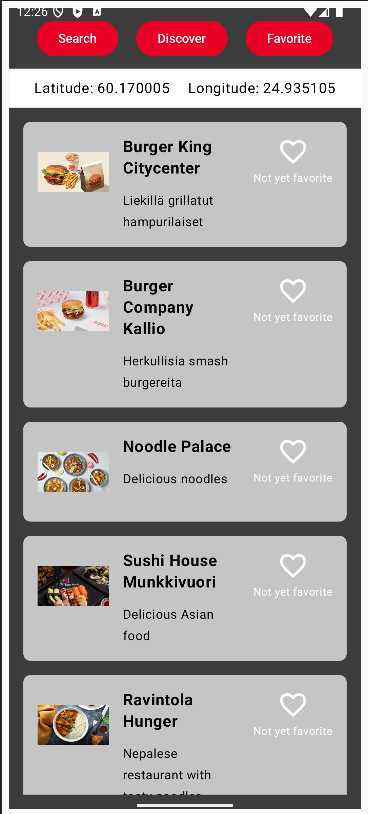 12:26
Search Discover Favorite
Latitude: 60.170005 Longitude: 24.935105
Burger King
Citycenter
Liekillä grillatut
hampurilaiset
Not yet favorite
Burger
Company
Kallio
Herkullisia smash
burgereita
Not yet favorite
Noodle Palace
Delicious noodles
Not yet favorite
Sushi House
Munkkivuori
Delicious Asian
food
Not yet favorite
Ravintola
Hunger
Nepalese
restaurant with
tasty noodles
Not yet favorite